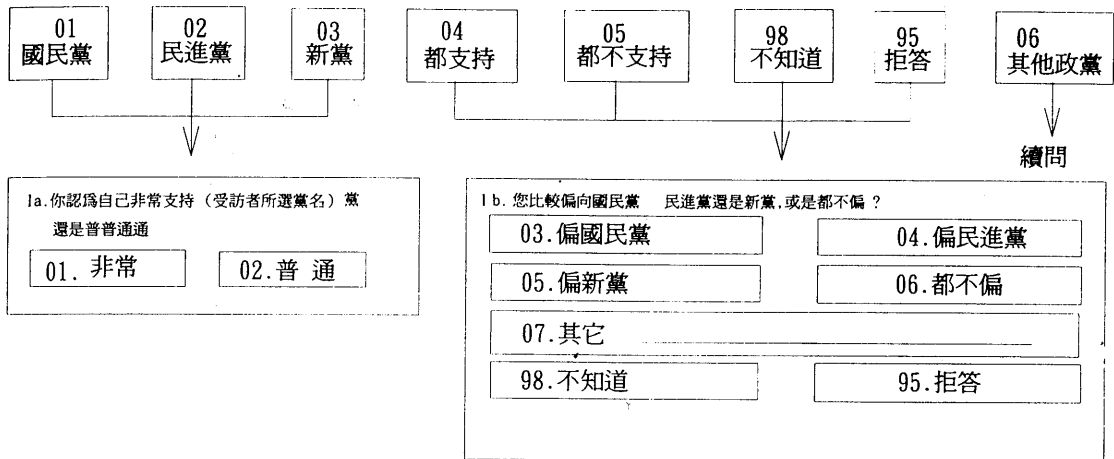 01 02 03 04 05 98 95 06
國民黨 民進黨 新黨 都支持 都不支持 不知道 拒答 其他政黨
續問
1a.你認為自己非常支持（受訪者所選黨名）黨
還是普普通通
01. 非常 02.普 通
1b. 您比較偏向國民黨 民進黨還是新黨,或是都不偏？
03.偏國民黨 04.偏民進黨
05.偏新黨 06.都不偏
07.其它
98.不知道 95.拒答